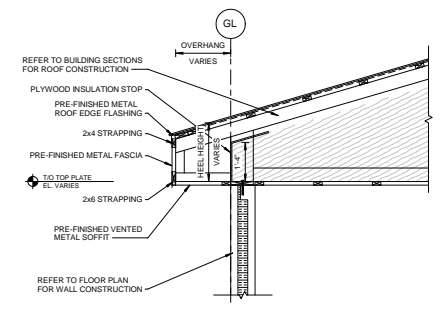 GL
OVERHANG
VARIES
REFER TO BUILDING SECTIONS
FOR ROOF CONSTRUCTION
PLYWOOD INSULATION STOP
PRE-FINISHED METAL
ROOF EDGE FLASHING
2x4 STRAPPING
HEEL HEIGHT
VARIES
1'-4"
PRE-FINISHED METAL FASCIA
T/O TOP PLATE
EL. VARIES
2x6 STRAPPING
PRE-FINISHED VENTED
METAL SOFFIT
REFER TO FLOOR PLAN
FOR WALL CONSTRUCTION